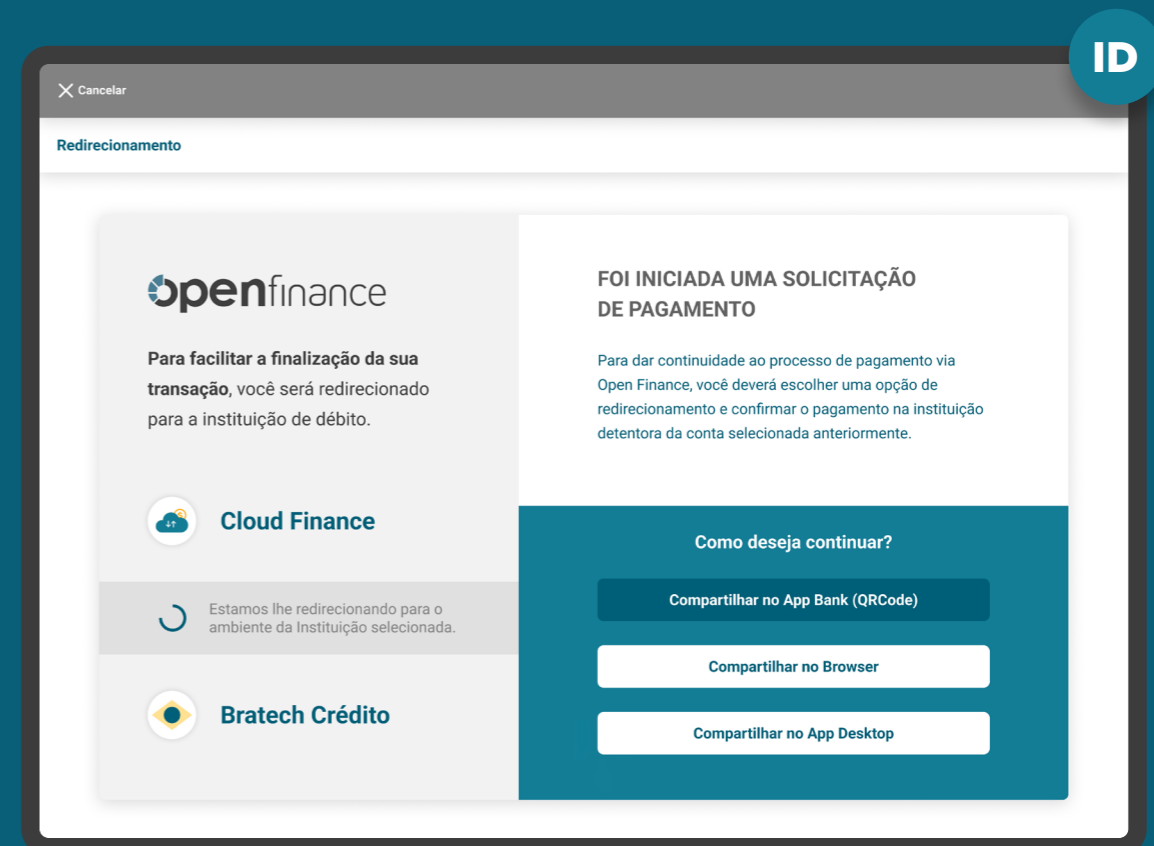 ID
Cancelar
Redirecionamento
openfinance
Para facilitar a finalização da sua
transação, você será redirecionado
para a instituição de débito.
Cloud Finance
Estamos lhe redirecionando para o
ambiente da Instituição selecionada.
Bratech Crédito
FOI INICIADA UMA SOLICITAÇÃO
DE PAGAMENTO
Para dar continuidade ao processo de pagamento via
Open Finance, você deverá escolher uma opção de
redirecionamento e confirmar o pagamento na instituição
detentora da conta selecionada anteriormente.
Como deseja continuar?
Compartilhar no App Bank (QRCode)
Compartilhar no Browser
Compartilhar no App Desktop